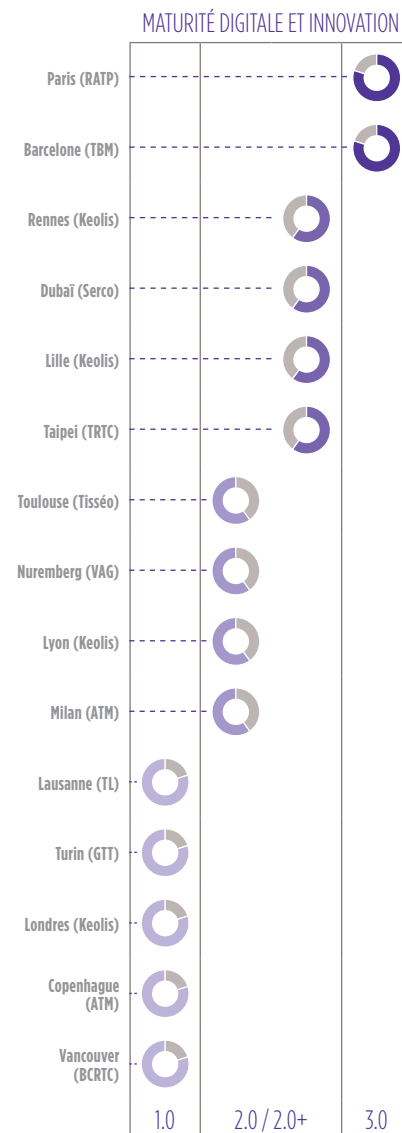 MATURITÉ DIGITALE ET INNOVATION
Paris (RATP)
Barcelone (TBM)
Rennes (Keolis)
Dubaï (Serco)
Lille (Keolis)
Taipei (TRTC)
Toulouse (Tisséo)
Nuremberg (VAG)
Lyon (Keolis)
Milan (ATM)
Lausanne (TL)
Turin (GTT)
Londres (Keolis)
Copenhague
(ATM)
Vancouver
(BCRTC)
1.0 2.0 / 2.0+ 3.0